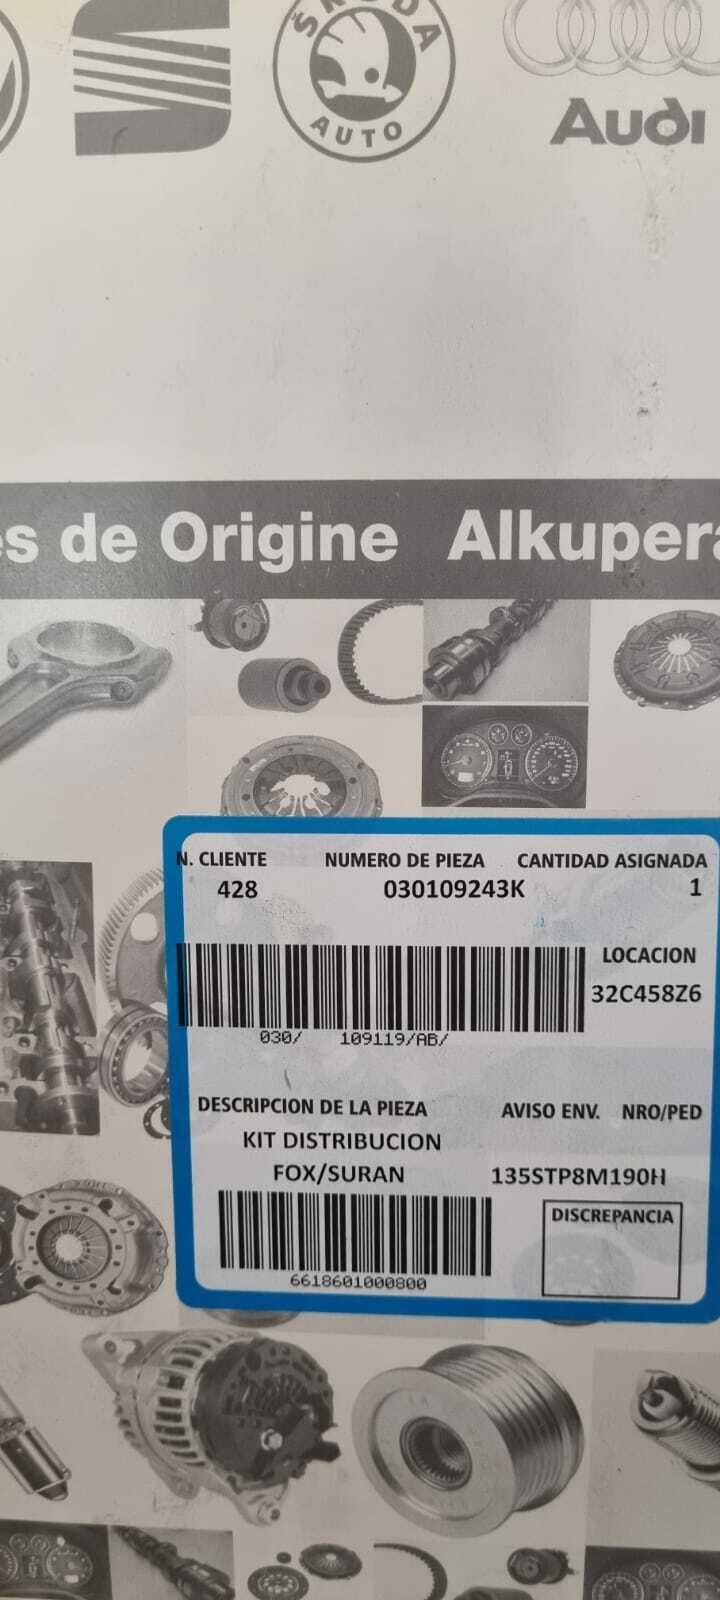 ŠKODA
AUTO
Audi
es de Origine Alkuperä
N. CLIENTE NUMERO DE PIEZA CANTIDAD ASIGNADA
428 030109243K 1
LOCACION
32C458Z6
030/ 109119/AB/
DESCRIPCION DE LA PIEZA AVISO ENV. NRO/PED
KIT DISTRIBUCION
FOX/SURAN 135STP8M190H
DISCREPANCIA
6618601000800